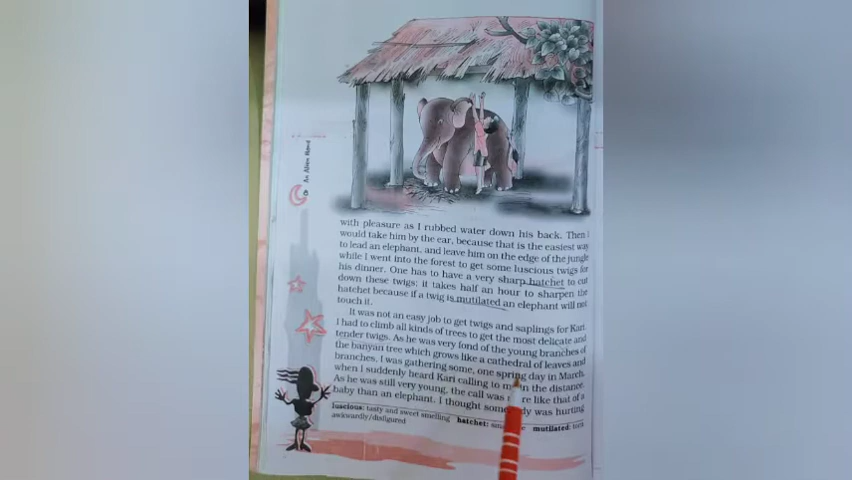 An Alien Hand
with pleasure as I rubbed water down his back. Then I
would take him by the ear, because that is the easiest way
to lead an elephant, and leave him on the edge of the jungle
while I went into the forest to get some luscious twigs for
his dinner. One has to have a very sharp hatchet to cut
down these twigs; it takes half an hour to sharpen the
hatchet because if a twig is mutilated an elephant will not
touch it.
It was not an easy job to get twigs and saplings for Kari.
I had to climb all kinds of trees to get the most delicate and
tender twigs. As he was very fond of the young branches of
the banyan tree which grows like a cathedral of leaves and
branches, I was gathering some, one spring day in March,
when I suddenly heard Kari calling to in the distance.
As he was still very young, the call was like that of a
baby than an elephant. I thought was hurting
luscious: tasty and sweet smelling hatchet: mutilated: torn
awkwardly/disfigured